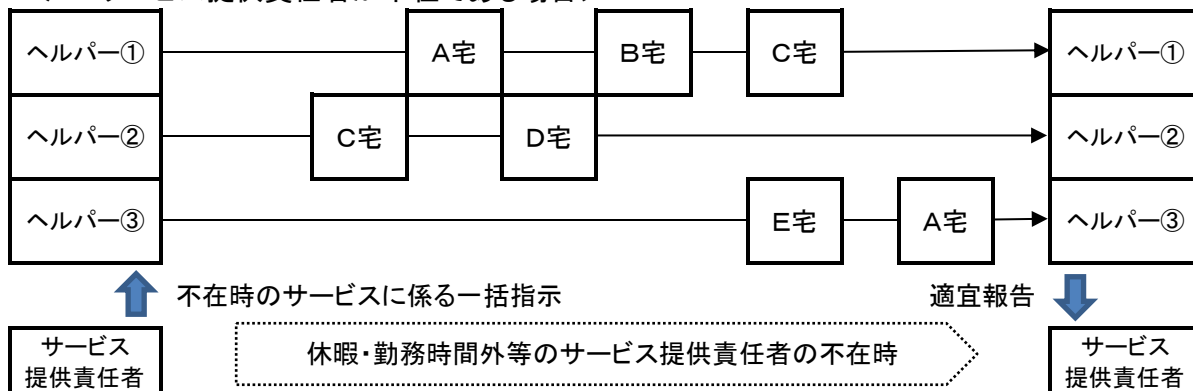 サービス提供責任者が不在である場合
ヘルパー① A宅 B宅 C宅 ヘルパー①
ヘルパー② C宅 D宅 ヘルパー②
ヘルパー③ E宅 A宅 ヘルパー③
不在時のサービスに係る一括指示 適宜報告
サービス
提供責任者
休暇・勤務時間外等のサービス提供責任者の不在時
サービス
提供責任者